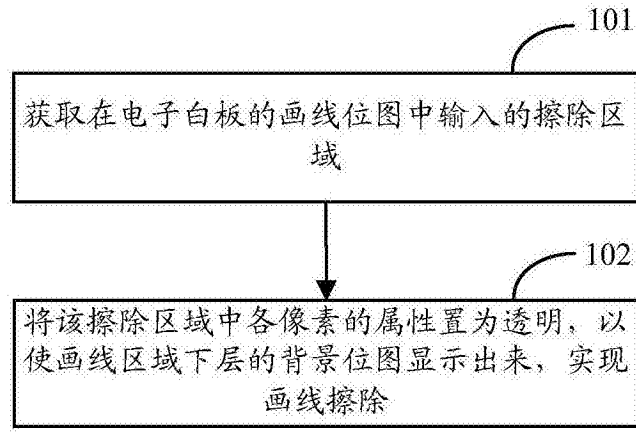 101
获取在电子白板的画线位图中输入的擦除区
域
102
将该擦除区域中各像素的属性置为透明，以
使画线区域下层的背景位图显示出来，实现
画线擦除